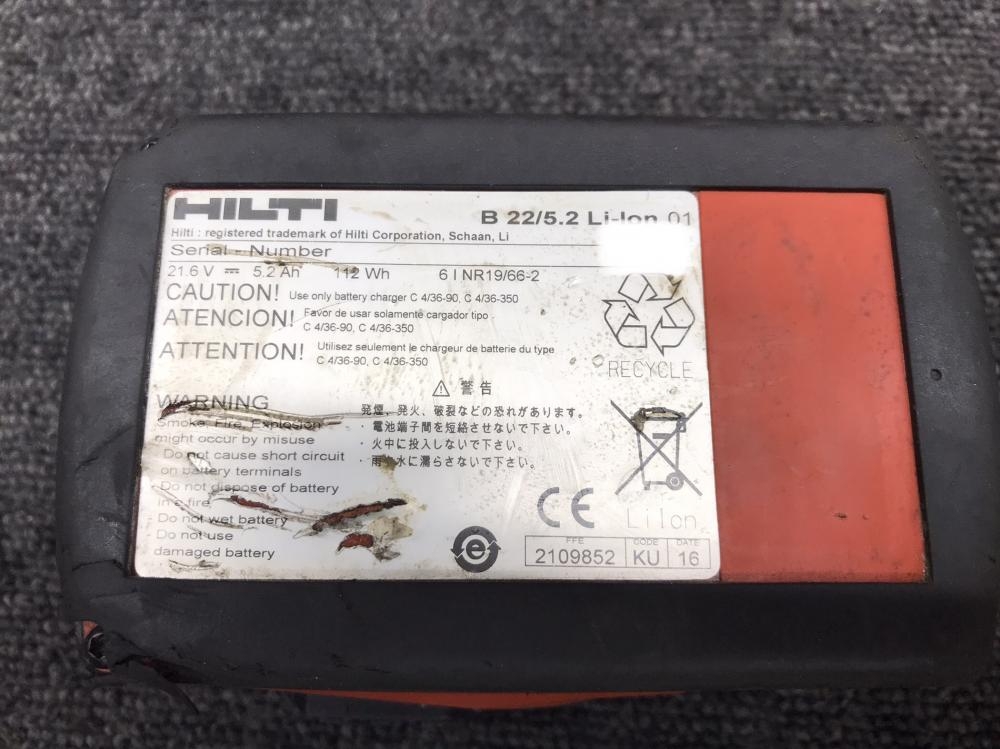 HILTI
B 22/5.2 Li-Ion 01
Hilti : registered trademark of Hilti Corporation, Schaan, Li
Serial - Number
21.6 V ⎓ 5.2 Ah 112 Wh 6 I NR19/66-2
CAUTION! Use only battery charger C 4/36-90, C 4/36-350
ATENCION! Favor de usar solamente cargador tipo
C 4/36-90, C 4/36-350
ATTENTION! Utilisez seulement le chargeur de batterie du type
C 4/36-90, C 4/36-350
RECYCLE
WARNING
Smoke, Fire, Explosion
might occur by misuse
Do not cause short circuit
on battery terminals
Do not dispose of battery
in a fire
Do not wet battery
Do not use
damaged battery
⚠ 警告
発煙、発火、破裂などの恐れがあります。
・電池端子間を短絡させないで下さい。
・火中に投入しないで下さい。
・雨や水に濡らさないで下さい。
CE
LiIon
e
FFE CODE DATE
2109852 KU 16